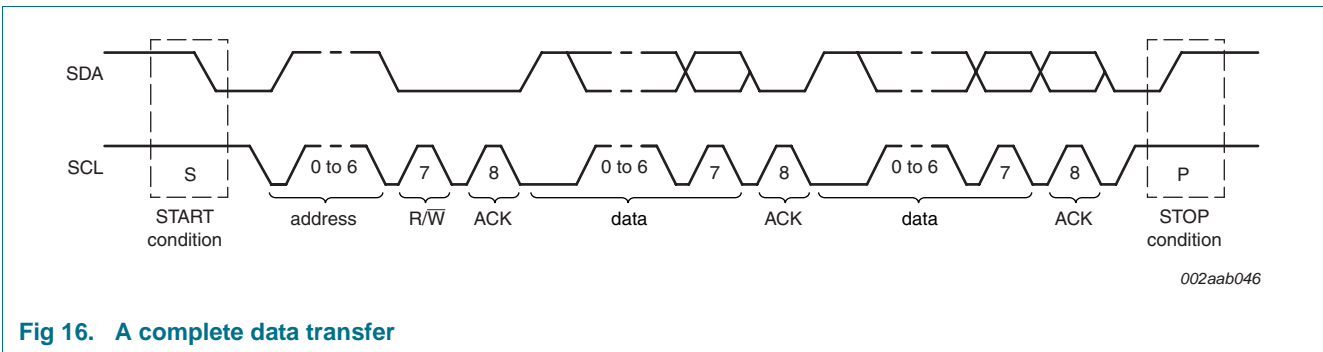 SDA
SCL
S
0 to 6
7
8
0 to 6
7
8
0 to 6
7
8
P
START
condition
address
R/W̅
ACK
data
ACK
data
ACK
STOP
condition
002aab046
Fig 16. A complete data transfer